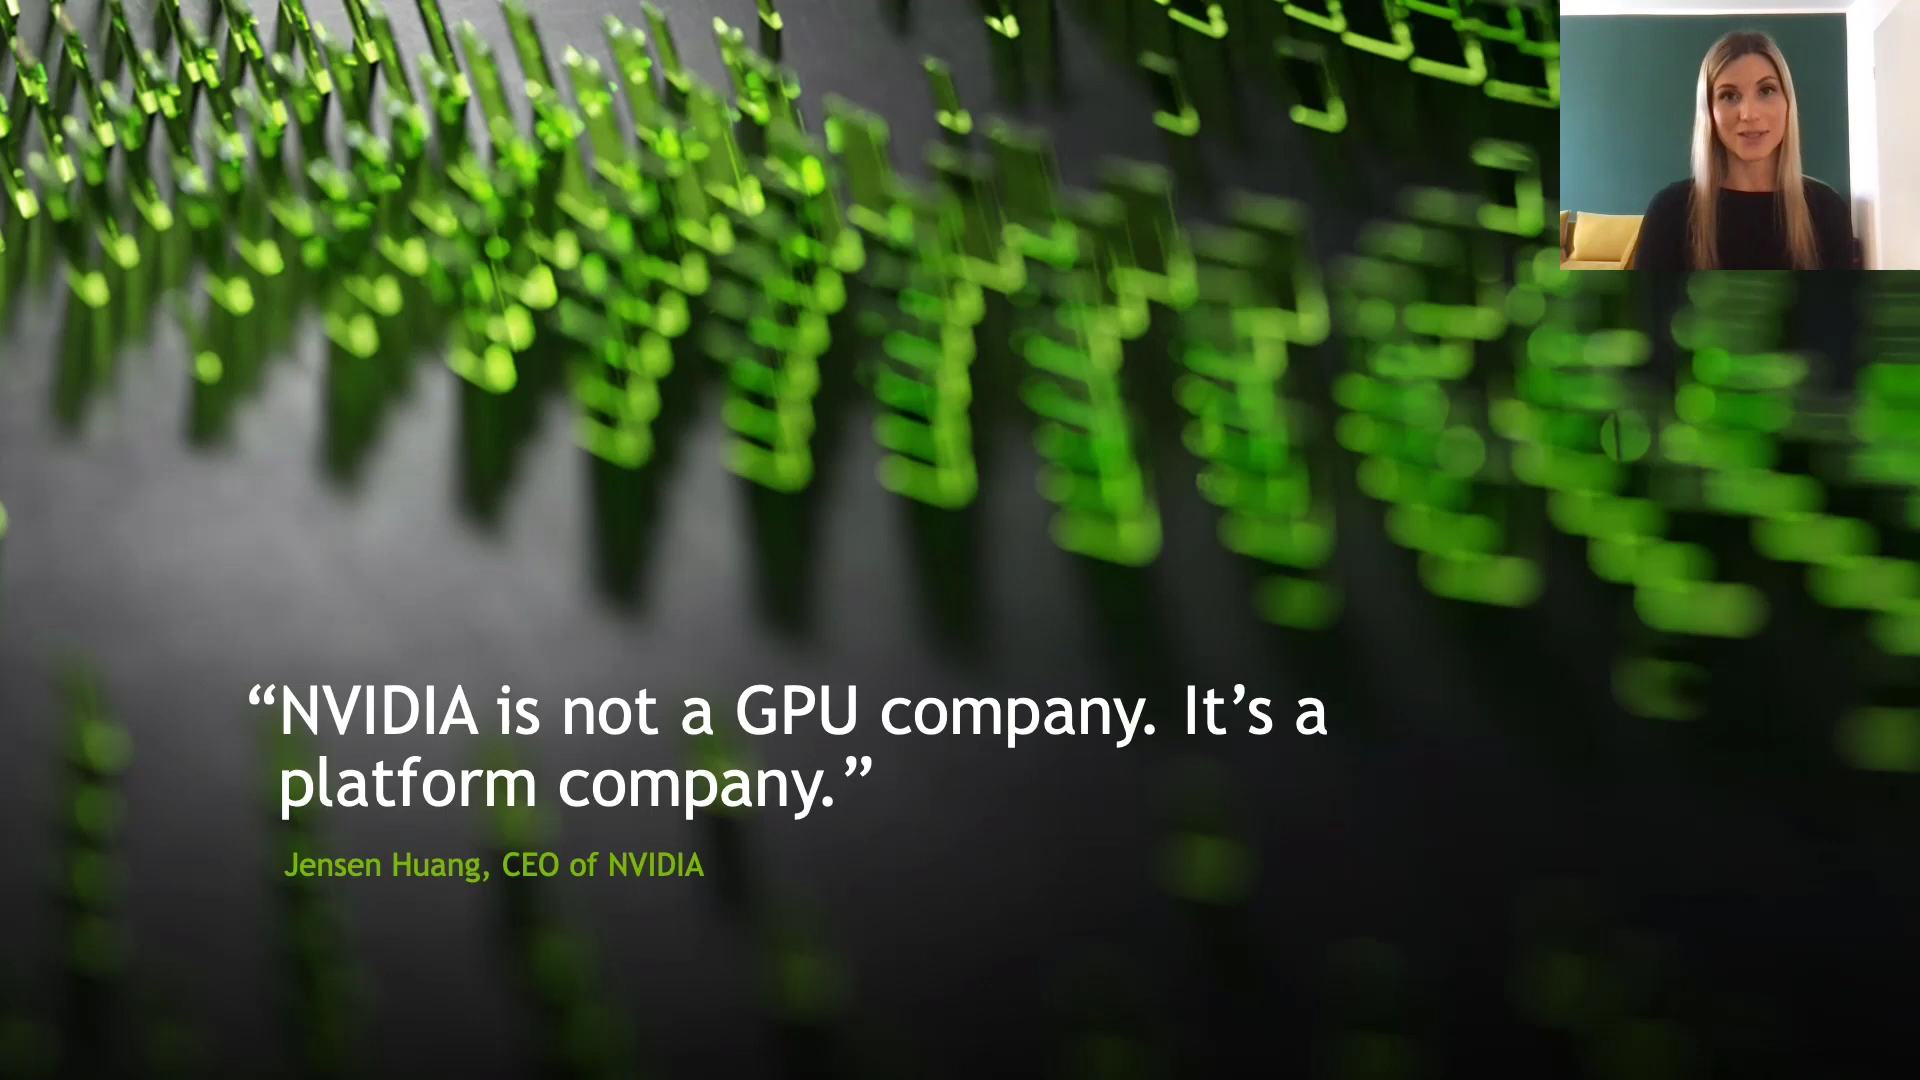 “NVIDIA is not a GPU company. It’s a
platform company.”
Jensen Huang, CEO of NVIDIA